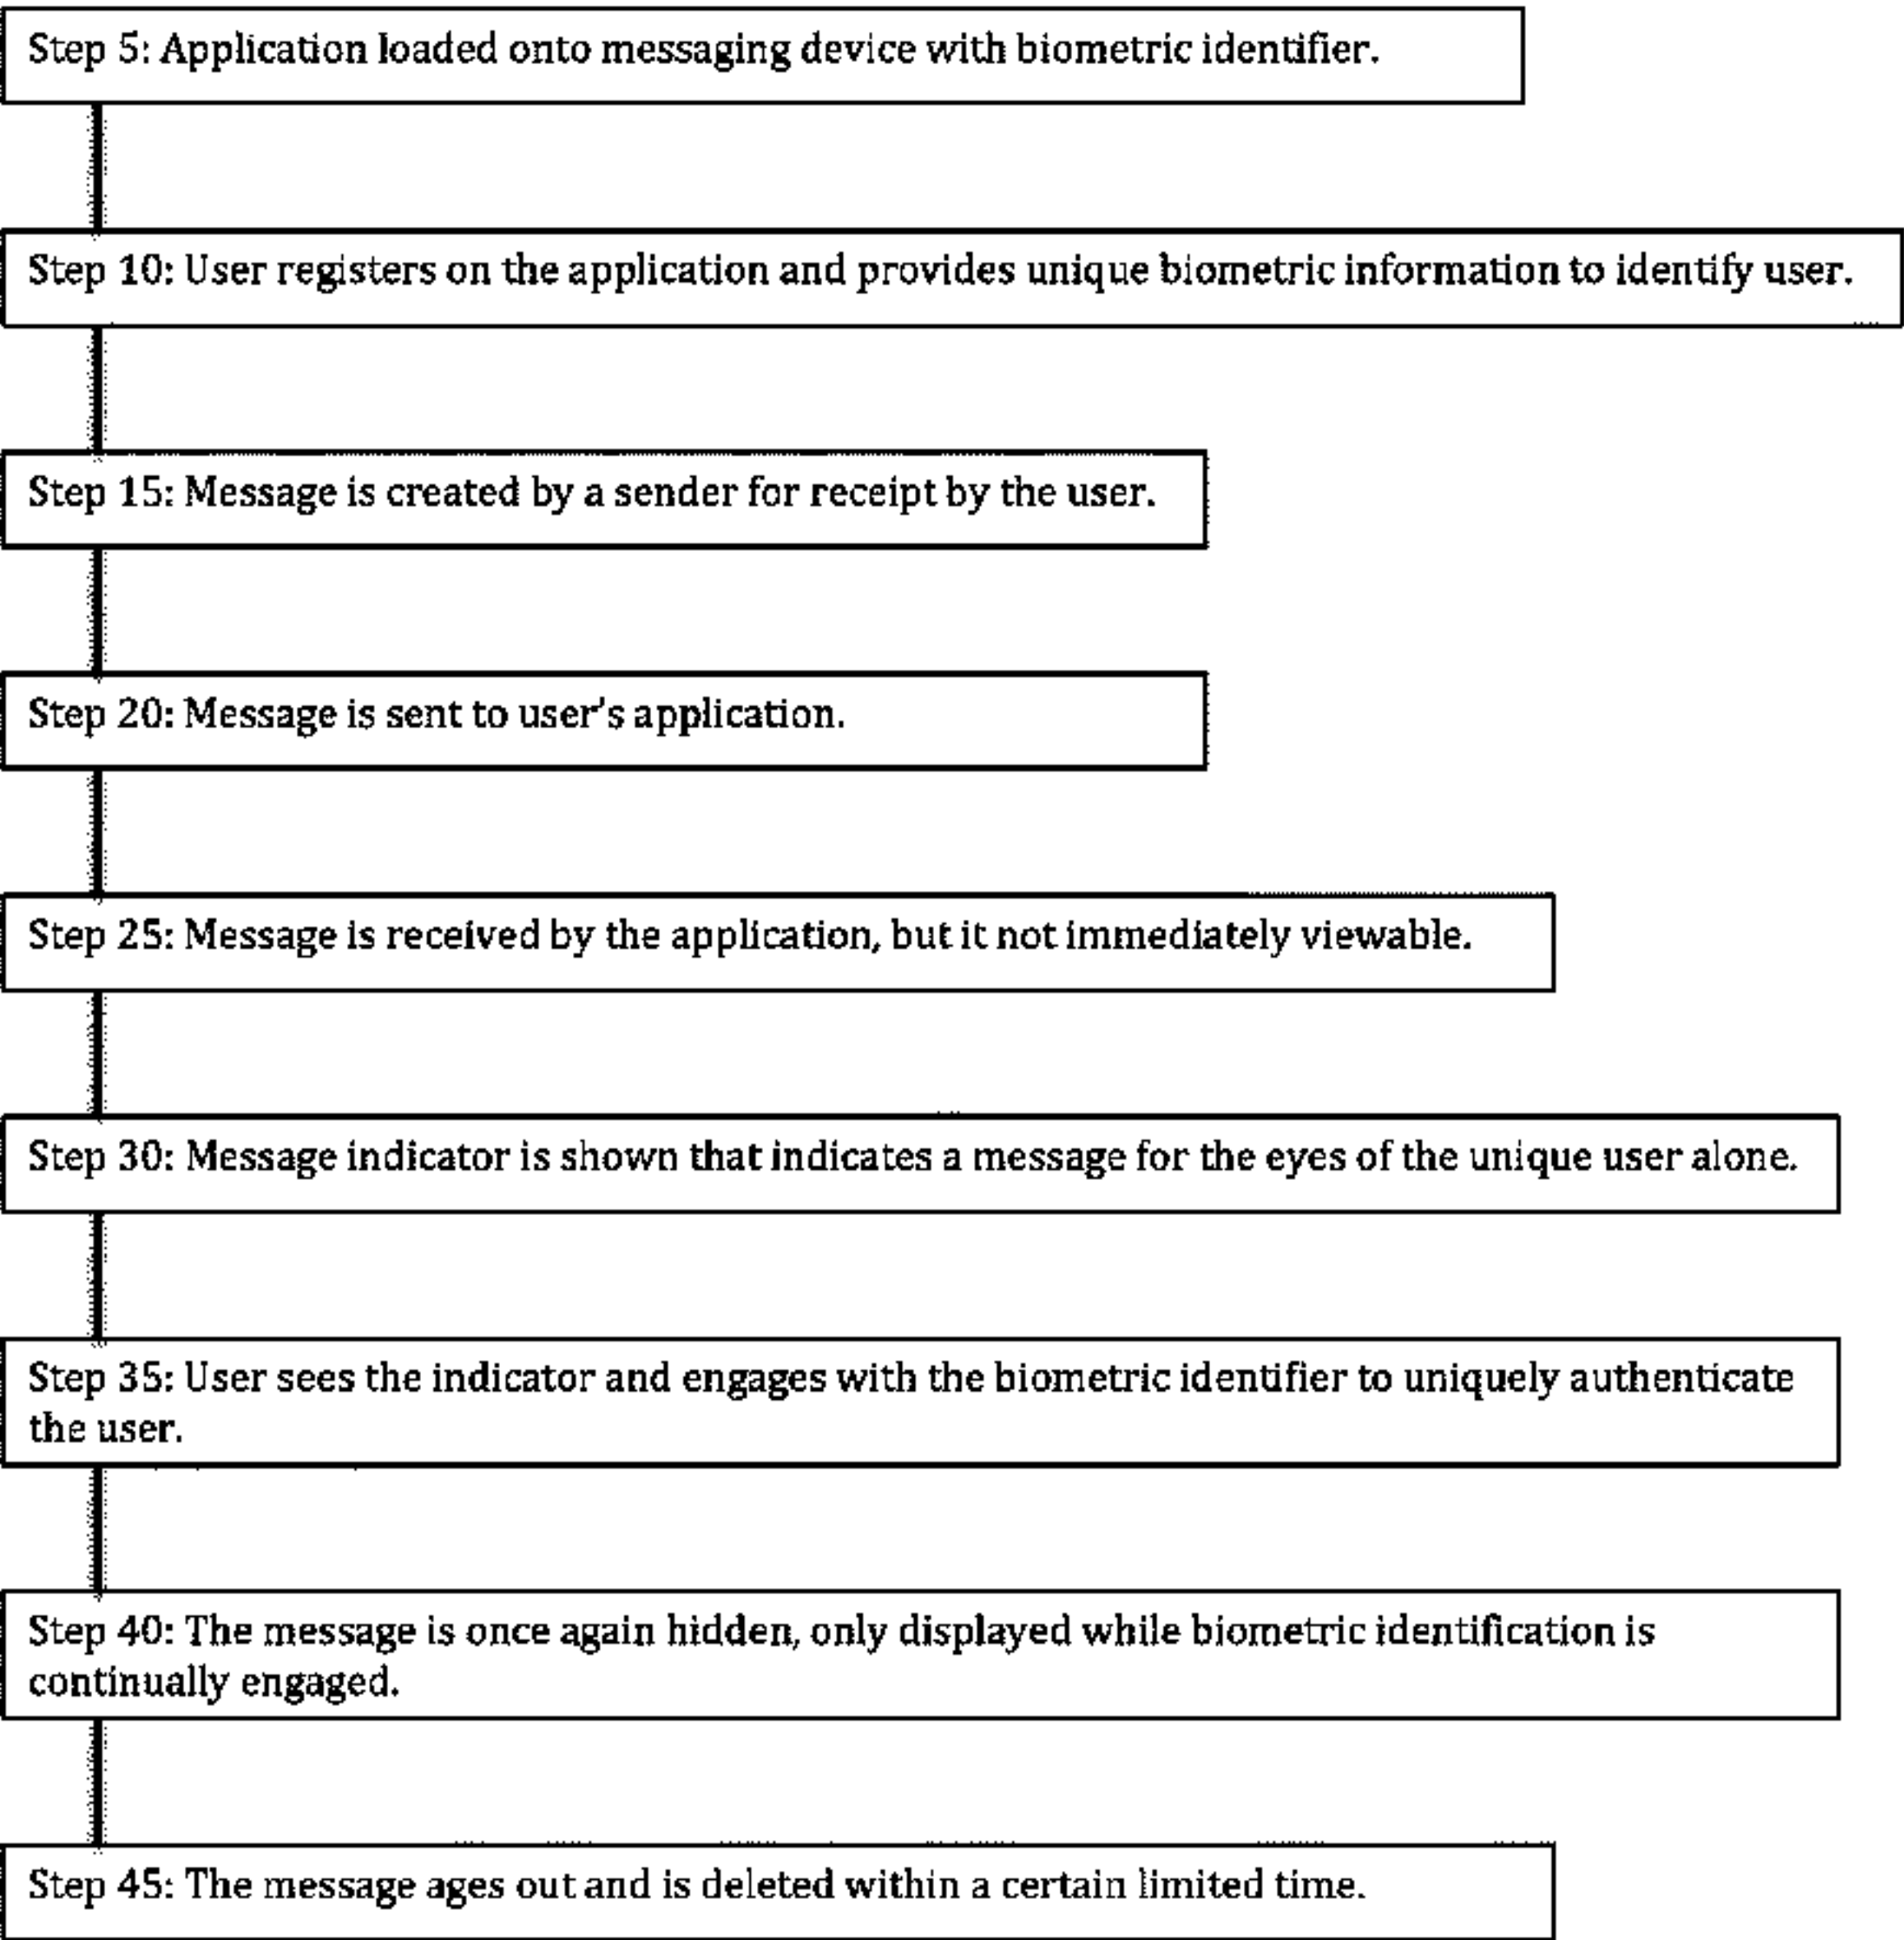 Step 5: Application loaded onto messaging device with biometric identifier.
Step 10: User registers on the application and provides unique biometric information to identify user.
Step 15: Message is created by a sender for receipt by the user.
Step 20: Message is sent to user's application.
Step 25: Message is received by the application, but it not immediately viewable.
Step 30: Message indicator is shown that indicates a message for the eyes of the unique user alone.
Step 35: User sees the indicator and engages with the biometric identifier to uniquely authenticate
the user.
Step 40: The message is once again hidden, only displayed while biometric identification is
continually engaged.
Step 45: The message ages out and is deleted within a certain limited time.